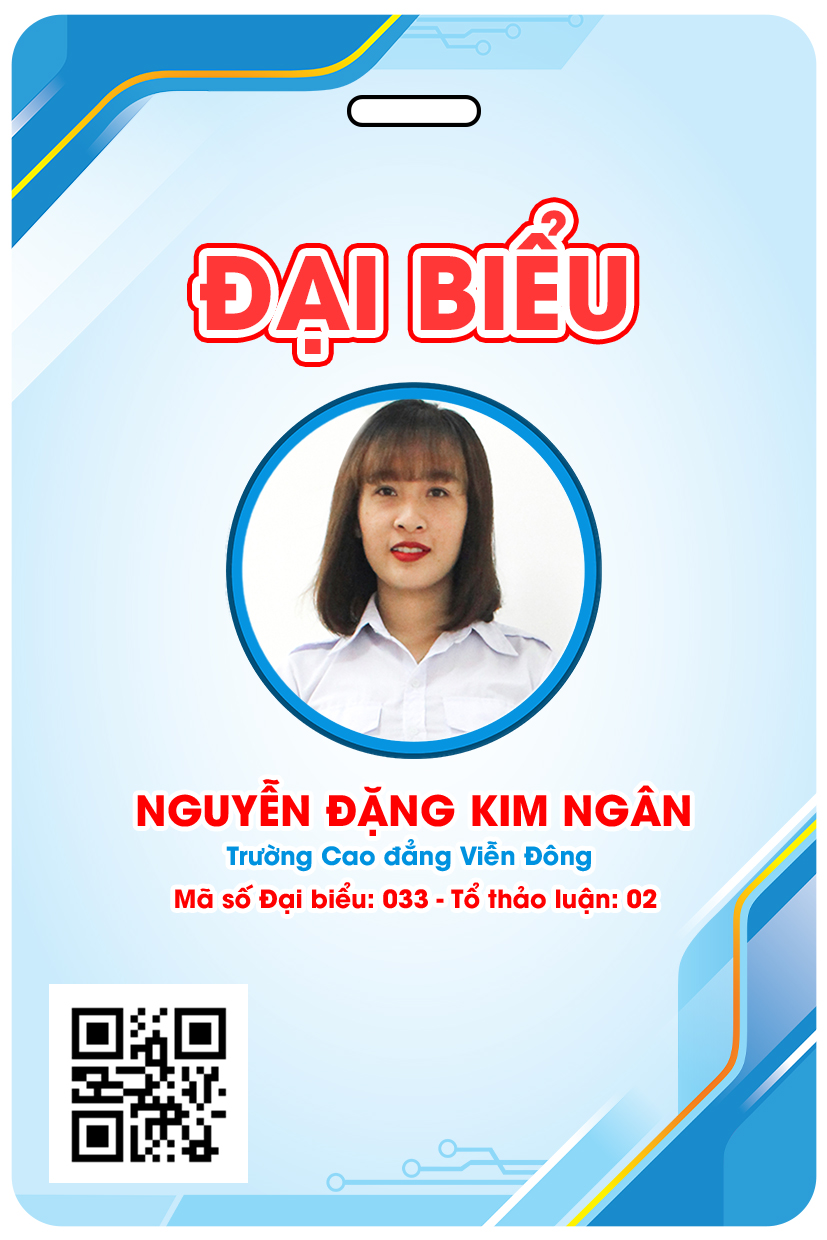 ĐẠI BIỂU
NGUYỄN ĐẶNG KIM NGÂN
Trường Cao đẳng Viễn Đông
Mã số Đại biểu: 033 - Tổ thảo luận: 02